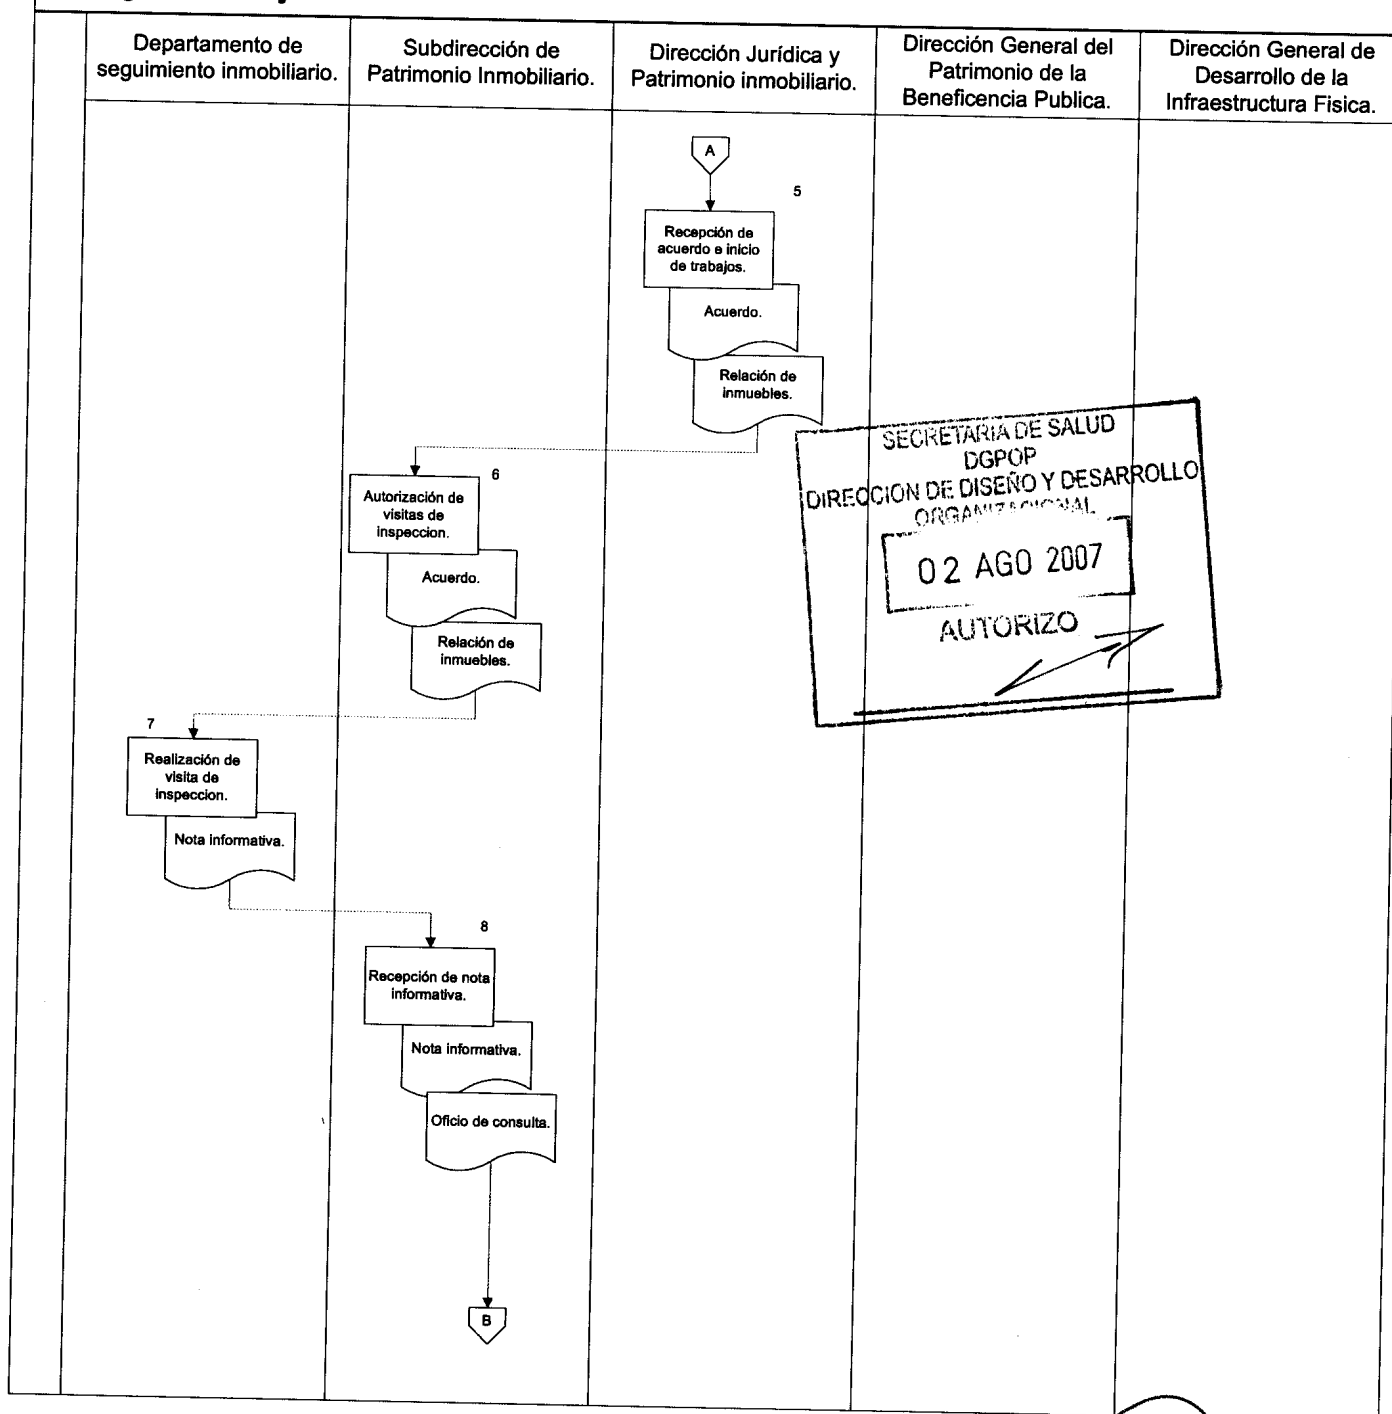 Departamento de
seguimiento inmobiliario.
Subdirección de
Patrimonio Inmobiliario.
Dirección Jurídica y
Patrimonio inmobiliario.
Dirección General del
Patrimonio de la
Beneficencia Publica.
Dirección General de
Desarrollo de la
Infraestructura Fisica.
A
5
Recepción de
acuerdo e inicio
de trabajos.
Acuerdo.
Relación de
inmuebles.
SECRETARIA DE SALUD
DGPOP
DIRECCION DE DISEÑO Y DESARROLLO
ORGANIZACIONAL
02 AGO 2007
AUTORIZO
6
Autorización de
visitas de
inspeccion.
Acuerdo.
Relación de
inmuebles.
7
Realización de
visita de
inspeccion.
Nota informativa.
8
Recepción de nota
informativa.
Nota informativa.
Oficio de consulta.
B